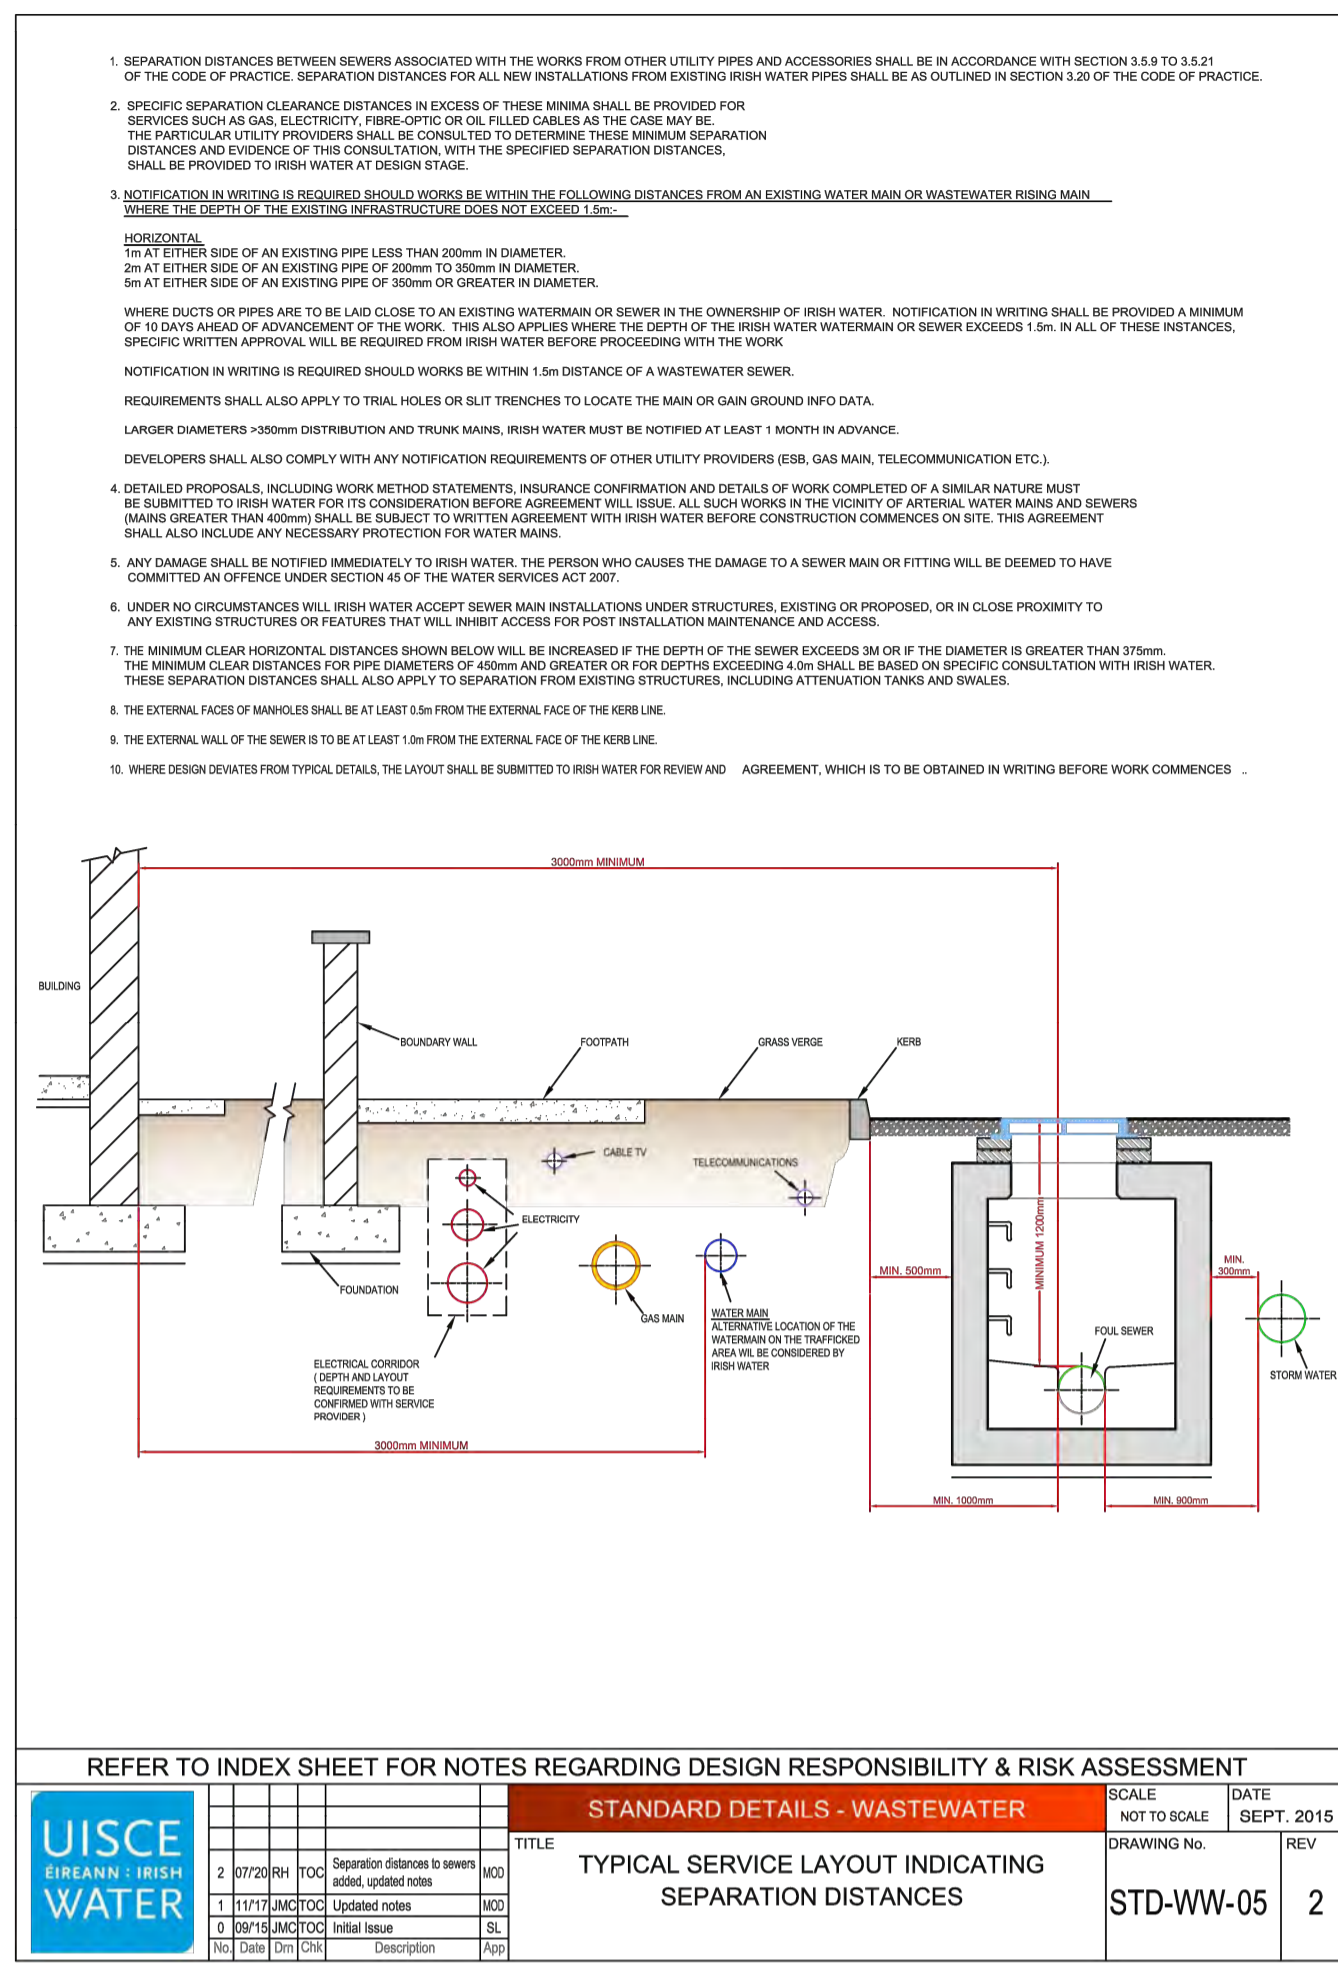 1. SEPARATION DISTANCES BETWEEN SEWERS ASSOCIATED WITH THE WORKS FROM OTHER UTILITY PIPES AND ACCESSORIES SHALL BE IN ACCORDANCE WITH SECTION 3.5.9 TO 3.5.21
OF THE CODE OF PRACTICE. SEPARATION DISTANCES FOR ALL NEW INSTALLATIONS FROM EXISTING IRISH WATER PIPES SHALL BE AS OUTLINED IN SECTION 3.20 OF THE CODE OF PRACTICE.
2. SPECIFIC SEPARATION CLEARANCE DISTANCES IN EXCESS OF THESE MINIMA SHALL BE PROVIDED FOR
SERVICES SUCH AS GAS, ELECTRICITY, FIBRE-OPTIC OR OIL FILLED CABLES AS THE CASE MAY BE.
THE PARTICULAR UTILITY PROVIDERS SHALL BE CONSULTED TO DETERMINE THESE MINIMUM SEPARATION
DISTANCES AND EVIDENCE OF THIS CONSULTATION, WITH THE SPECIFIED SEPARATION DISTANCES,
SHALL BE PROVIDED TO IRISH WATER AT DESIGN STAGE.
3. NOTIFICATION IN WRITING IS REQUIRED SHOULD WORKS BE WITHIN THE FOLLOWING DISTANCES FROM AN EXISTING WATER MAIN OR WASTEWATER RISING MAIN
WHERE THE DEPTH OF THE EXISTING INFRASTRUCTURE DOES NOT EXCEED 1.5m:-
HORIZONTAL
1m AT EITHER SIDE OF AN EXISTING PIPE LESS THAN 200mm IN DIAMETER.
2m AT EITHER SIDE OF AN EXISTING PIPE OF 200mm TO 350mm IN DIAMETER.
5m AT EITHER SIDE OF AN EXISTING PIPE OF 350mm OR GREATER IN DIAMETER.
WHERE DUCTS OR PIPES ARE TO BE LAID CLOSE TO AN EXISTING WATERMAIN OR SEWER IN THE OWNERSHIP OF IRISH WATER. NOTIFICATION IN WRITING SHALL BE PROVIDED A MINIMUM
OF 10 DAYS AHEAD OF ADVANCEMENT OF THE WORK. THIS ALSO APPLIES WHERE THE DEPTH OF THE IRISH WATER WATERMAIN OR SEWER EXCEEDS 1.5m. IN ALL OF THESE INSTANCES,
SPECIFIC WRITTEN APPROVAL WILL BE REQUIRED FROM IRISH WATER BEFORE PROCEEDING WITH THE WORK
NOTIFICATION IN WRITING IS REQUIRED SHOULD WORKS BE WITHIN 1.5m DISTANCE OF A WASTEWATER SEWER.
REQUIREMENTS SHALL ALSO APPLY TO TRIAL HOLES OR SLIT TRENCHES TO LOCATE THE MAIN OR GAIN GROUND INFO DATA.
LARGER DIAMETERS >350mm DISTRIBUTION AND TRUNK MAINS, IRISH WATER MUST BE NOTIFIED AT LEAST 1 MONTH IN ADVANCE.
DEVELOPERS SHALL ALSO COMPLY WITH ANY NOTIFICATION REQUIREMENTS OF OTHER UTILITY PROVIDERS (ESB, GAS MAIN, TELECOMMUNICATION ETC.).
4. DETAILED PROPOSALS, INCLUDING WORK METHOD STATEMENTS, INSURANCE CONFIRMATION AND DETAILS OF WORK COMPLETED OF A SIMILAR NATURE MUST
BE SUBMITTED TO IRISH WATER FOR ITS CONSIDERATION BEFORE AGREEMENT WILL ISSUE. ALL SUCH WORKS IN THE VICINITY OF ARTERIAL WATER MAINS AND SEWERS
(MAINS GREATER THAN 400mm) SHALL BE SUBJECT TO WRITTEN AGREEMENT WITH IRISH WATER BEFORE CONSTRUCTION COMMENCES ON SITE. THIS AGREEMENT
SHALL ALSO INCLUDE ANY NECESSARY PROTECTION FOR WATER MAINS.
5. ANY DAMAGE SHALL BE NOTIFIED IMMEDIATELY TO IRISH WATER. THE PERSON WHO CAUSES THE DAMAGE TO A SEWER MAIN OR FITTING WILL BE DEEMED TO HAVE
COMMITTED AN OFFENCE UNDER SECTION 45 OF THE WATER SERVICES ACT 2007.
6. UNDER NO CIRCUMSTANCES WILL IRISH WATER ACCEPT SEWER MAIN INSTALLATIONS UNDER STRUCTURES, EXISTING OR PROPOSED, OR IN CLOSE PROXIMITY TO
ANY EXISTING STRUCTURES OR FEATURES THAT WILL INHIBIT ACCESS FOR POST INSTALLATION MAINTENANCE AND ACCESS.
7. THE MINIMUM CLEAR HORIZONTAL DISTANCES SHOWN BELOW WILL BE INCREASED IF THE DEPTH OF THE SEWER EXCEEDS 3M OR IF THE DIAMETER IS GREATER THAN 375mm.
THE MINIMUM CLEAR DISTANCES FOR PIPE DIAMETERS OF 450mm AND GREATER OR FOR DEPTHS EXCEEDING 4.0m SHALL BE BASED ON SPECIFIC CONSULTATION WITH IRISH WATER.
THESE SEPARATION DISTANCES SHALL ALSO APPLY TO SEPARATION FROM EXISTING STRUCTURES, INCLUDING ATTENUATION TANKS AND SWALES.
8. THE EXTERNAL FACES OF MANHOLES SHALL BE AT LEAST 0.5m FROM THE EXTERNAL FACE OF THE KERB LINE.
9. THE EXTERNAL WALL OF THE SEWER IS TO BE AT LEAST 1.0m FROM THE EXTERNAL FACE OF THE KERB LINE.
10. WHERE DESIGN DEVIATES FROM TYPICAL DETAILS, THE LAYOUT SHALL BE SUBMITTED TO IRISH WATER FOR REVIEW AND AGREEMENT, WHICH IS TO BE OBTAINED IN WRITING BEFORE WORK COMMENCES ..
3000mm MINIMUM
BUILDING
BOUNDARY WALL
FOOTPATH
GRASS VERGE
KERB
CABLE TV
TELECOMMUNICATIONS
ELECTRICITY
MINIMUM 1200mm
MIN. 500mm
MIN.
300mm
FOUNDATION
GAS MAIN
WATER MAIN
ALTERNATIVE LOCATION OF THE
WATERMAIN ON THE TRAFFICKED
AREA WIL BE CONSIDERED BY
IRISH WATER
FOUL SEWER
STORM WATER
ELECTRICAL CORRIDOR
( DEPTH AND LAYOUT
REQUIREMENTS TO BE
CONFIRMED WITH SERVICE
PROVIDER )
3000mm MINIMUM
MIN. 1000mm
MIN. 900mm
REFER TO INDEX SHEET FOR NOTES REGARDING DESIGN RESPONSIBILITY & RISK ASSESSMENT
UISCE
ÉIREANN : IRISH
WATER
2 07/'20 RH TOC Separation distances to sewers added, updated notes MOD
1 11/'17 JMC TOC Updated notes MOD
0 09/'15 JMC TOC Initial Issue SL
No. Date Drn Chk Description App
STANDARD DETAILS - WASTEWATER
TITLE
TYPICAL SERVICE LAYOUT INDICATING
SEPARATION DISTANCES
SCALE
NOT TO SCALE
DATE
SEPT. 2015
DRAWING No.
STD-WW-05
REV
2